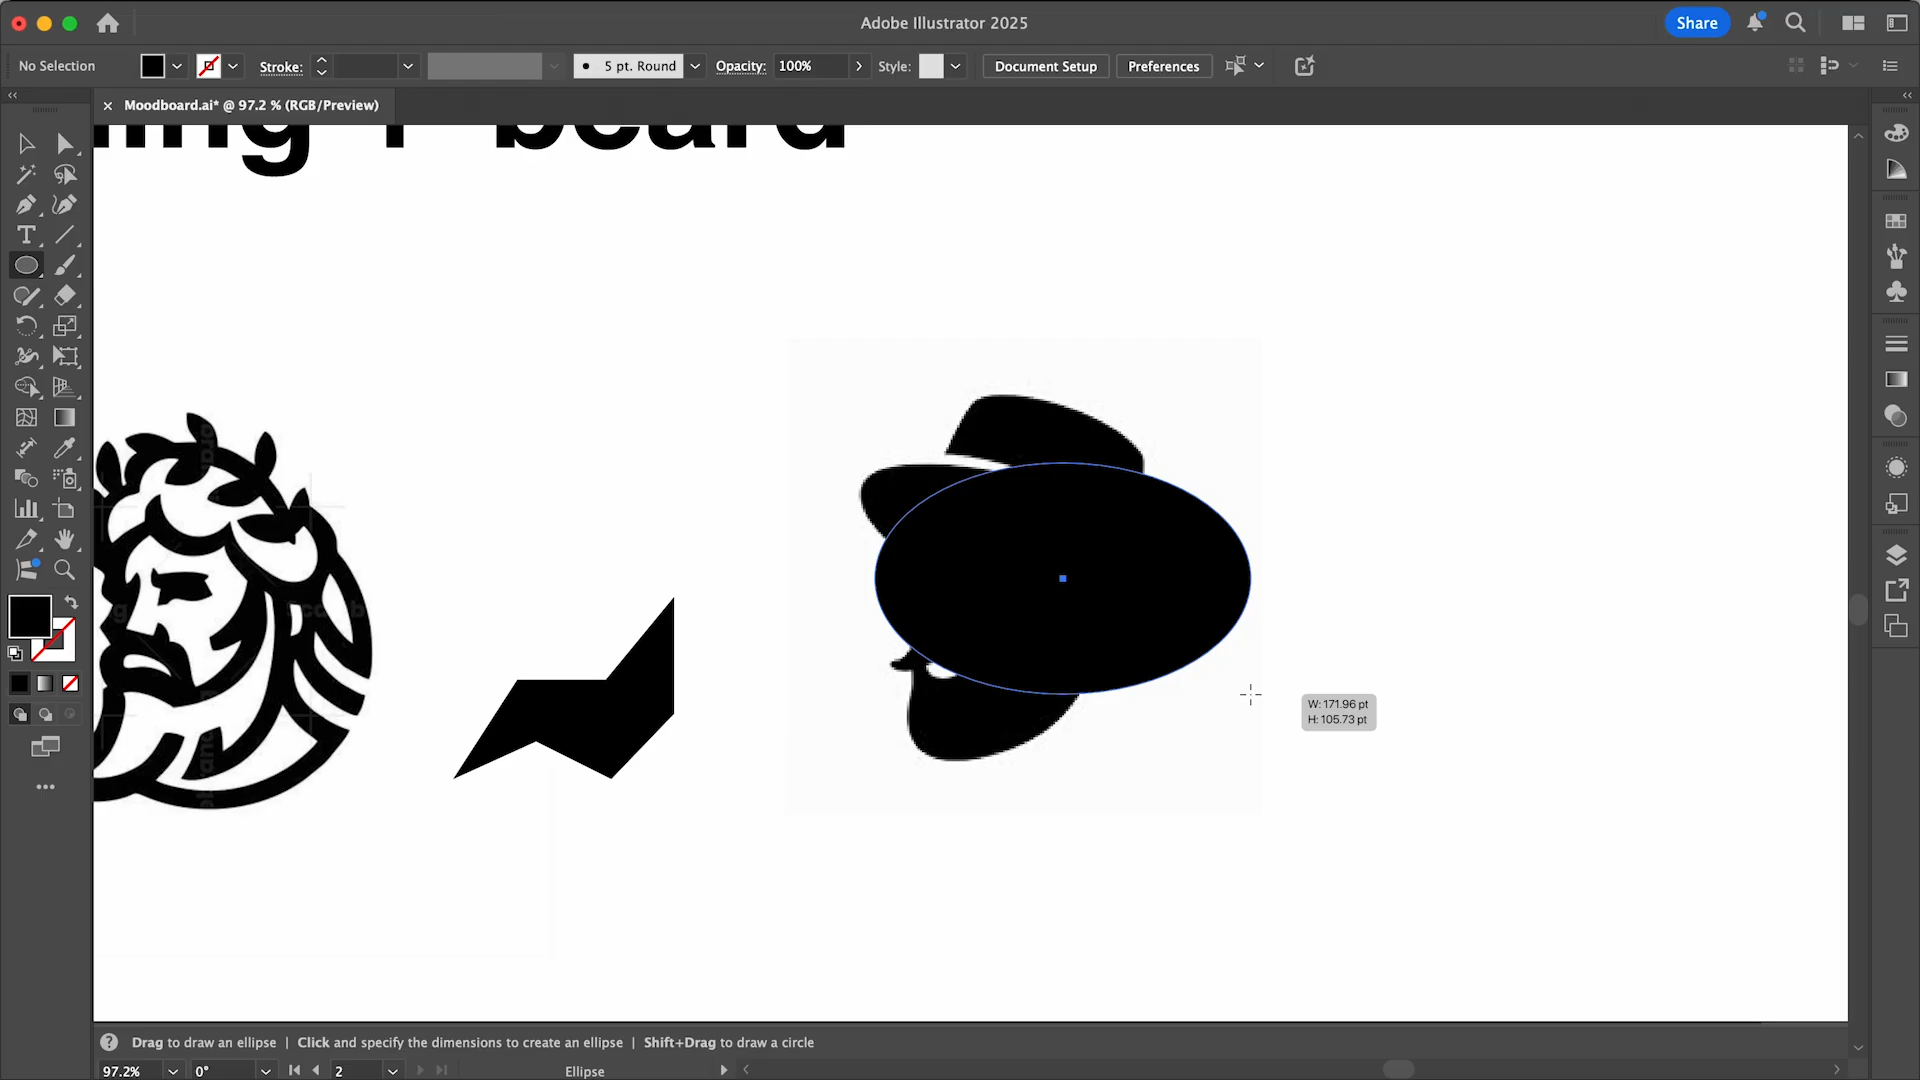 Adobe Illustrator 2025
Share
No Selection
Stroke:
5 pt. Round
Opacity: 100%
Style:
Document Setup
Preferences
Moodboard.ai* @ 97.2 % (RGB/Preview)
board
W: 171.96 pt
H: 105.73 pt
Drag to draw an ellipse | Click and specify the dimensions to create an ellipse | Shift+Drag to draw a circle
97.2%
0°
2
Ellipse